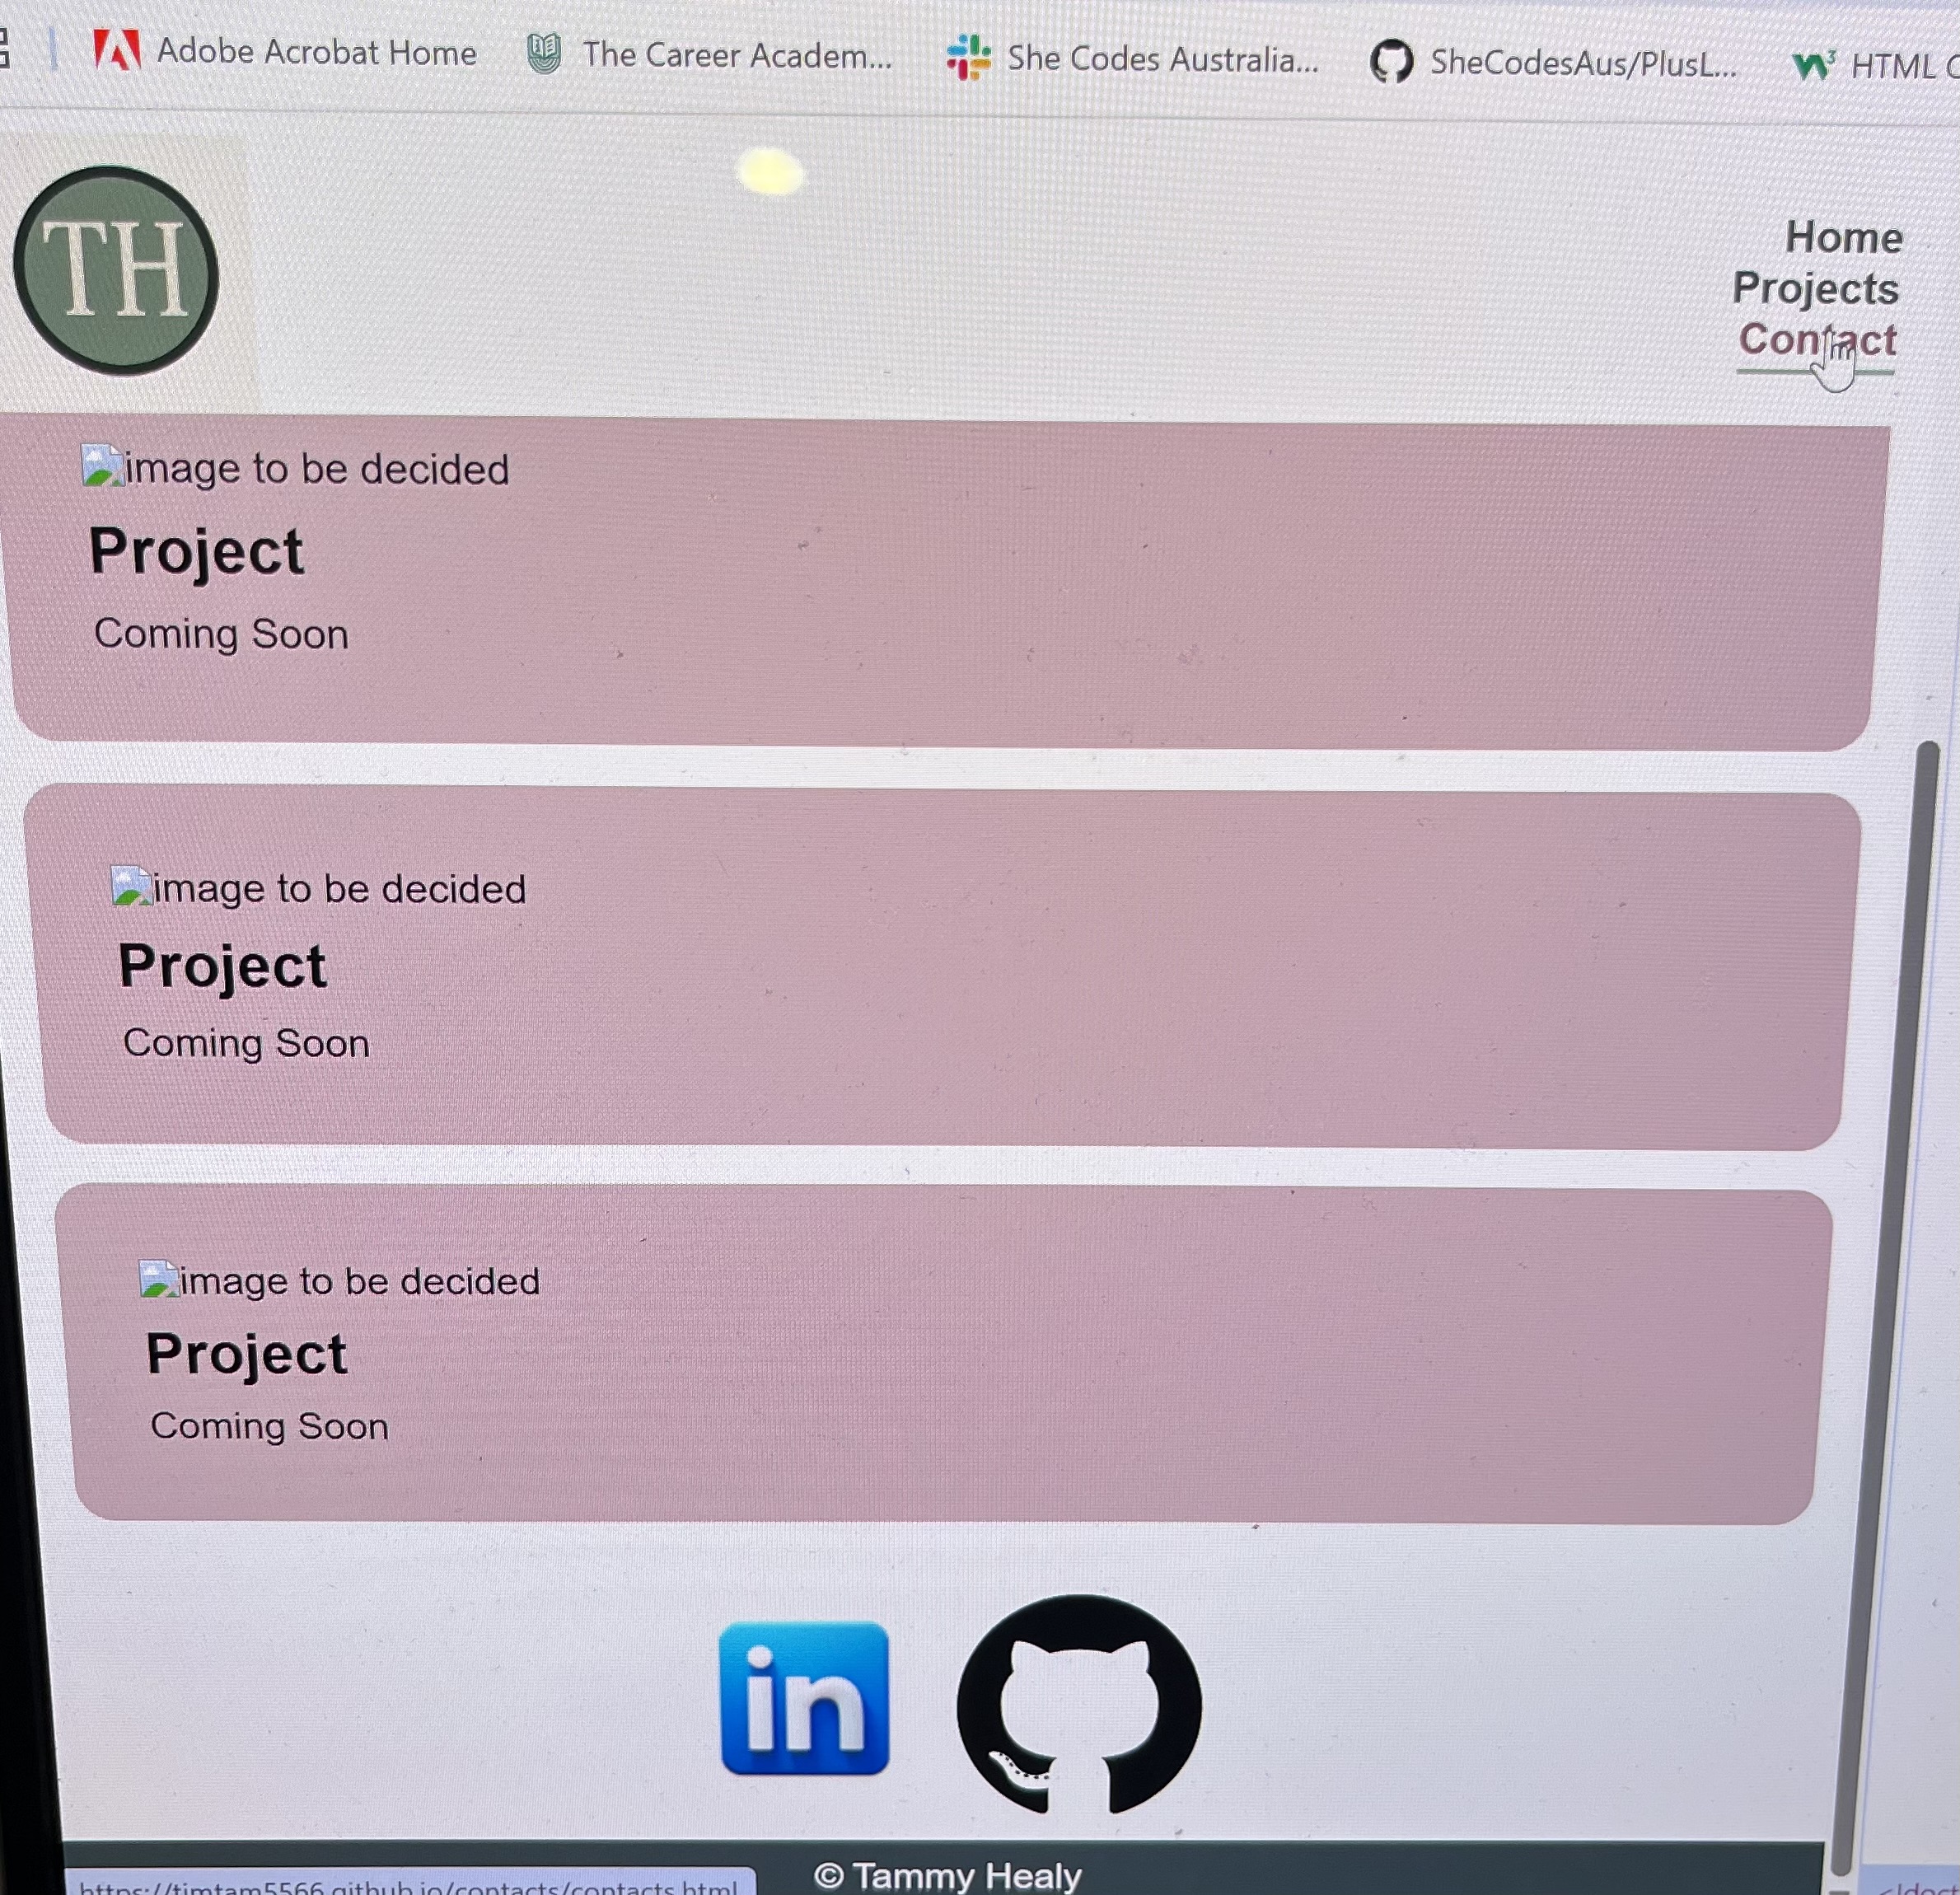 Adobe Acrobat Home
The Career Academ...
She Codes Australia...
SheCodesAus/PlusL...
HTML
TH
Home
Projects
Contact
image to be decided
Project
Coming Soon
image to be decided
Project
Coming Soon
image to be decided
Project
Coming Soon
in
© Tammy Healy
https://timtam5566.github.io/contacts/contacts.html